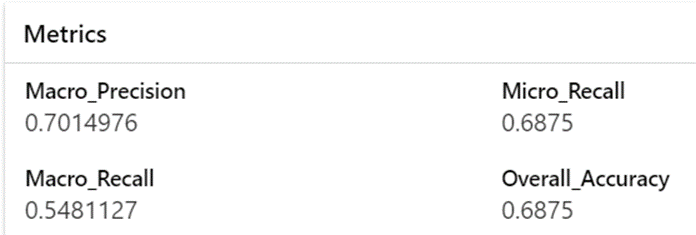 Metrics
Macro_Precision
0.7014976
Micro_Recall
0.6875
Macro_Recall
0.5481127
Overall_Accuracy
0.6875